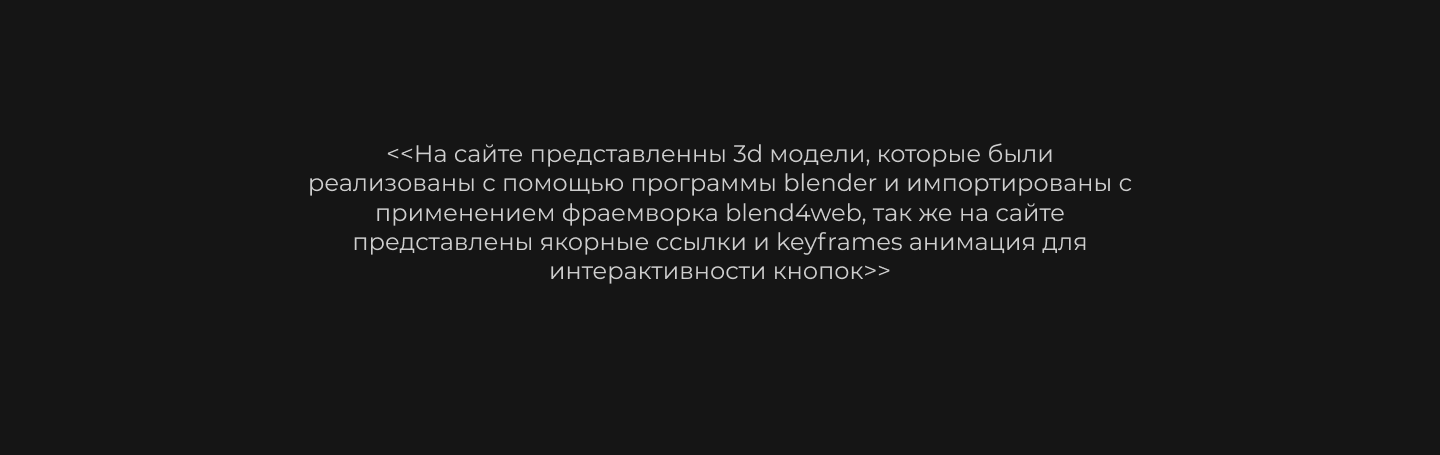 <<На сайте представленны 3d модели, которые были
реализованы с помощью программы blender и импортированы с
применением фраемворка blend4web, так же на сайте
представлены якорные ссылки и keyframes анимация для
интерактивности кнопок>>